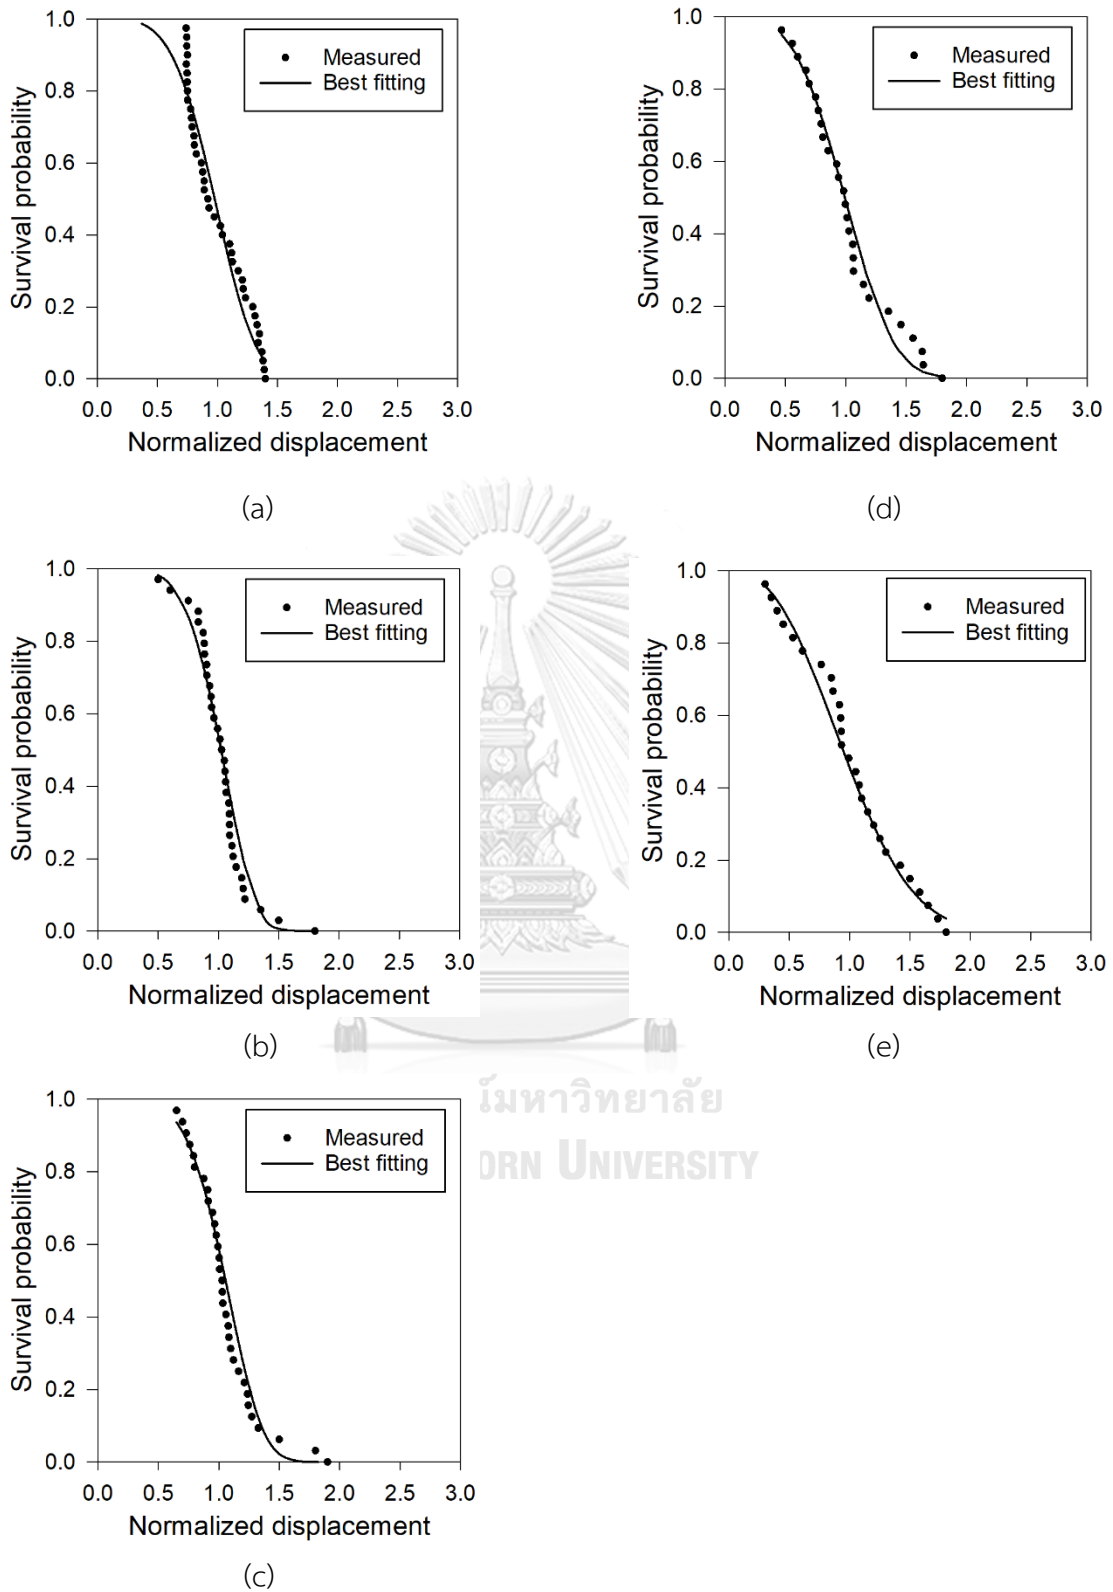 Survival probability
1.0
0.8
0.6
0.4
0.2
0.0
Measured
Best fitting
0.0 0.5 1.0 1.5 2.0 2.5 3.0
Normalized displacement
(a)
Survival probability
1.0
0.8
0.6
0.4
0.2
0.0
Measured
Best fitting
0.0 0.5 1.0 1.5 2.0 2.5 3.0
Normalized displacement
(d)
Survival probability
1.0
0.8
0.6
0.4
0.2
0.0
Measured
Best fitting
0.0 0.5 1.0 1.5 2.0 2.5 3.0
Normalized displacement
(b)
Survival probability
1.0
0.8
0.6
0.4
0.2
0.0
Measured
Best fitting
0.0 0.5 1.0 1.5 2.0 2.5 3.0
Normalized displacement
(e)
Survival probability
1.0
0.8
0.6
0.4
0.2
0.0
Measured
Best fitting
0.0 0.5 1.0 1.5 2.0 2.5 3.0
Normalized displacement
(c)
มหาวิทยาลัย
UNIVERSITY